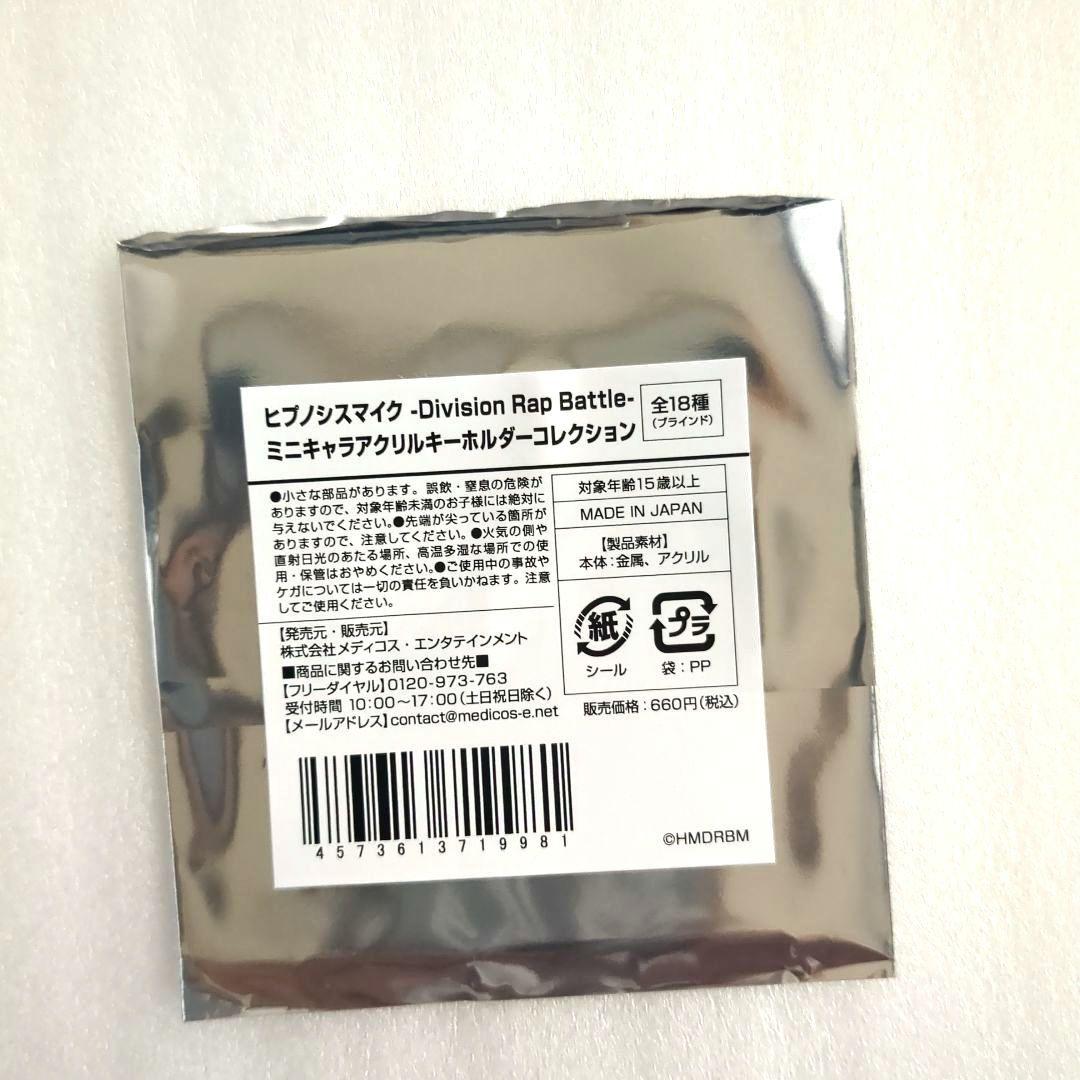 ヒプノシスマイク -Division Rap Battle-
ミニキャラアクリルキーホルダーコレクション
全18種
(ブラインド)
●小さな部品があります。誤飲・窒息の危険が
ありますので、対象年齢未満のお子様には絶対に
与えないでください。●先端が尖っている箇所が
ありますので、注意してください。●火気の側や
直射日光のあたる場所、高温多湿な場所での使
用・保管はおやめください。●ご使用中の事故や
ケガについては一切の責任を負いかねます。注意
してご使用ください。
対象年齢15歳以上
MADE IN JAPAN
【製品素材】
本体:金属、アクリル
紙
シール
プラ
袋:PP
【発売元・販売元】
株式会社メディコス・エンタテインメント
■商品に関するお問い合わせ先■
【フリーダイヤル】0120-973-763
受付時間 10:00~17:00(土日祝日除く)
【メールアドレス】contact@medicos-e.net
販売価格:660円(税込)
4573613719981
©HMDRBM